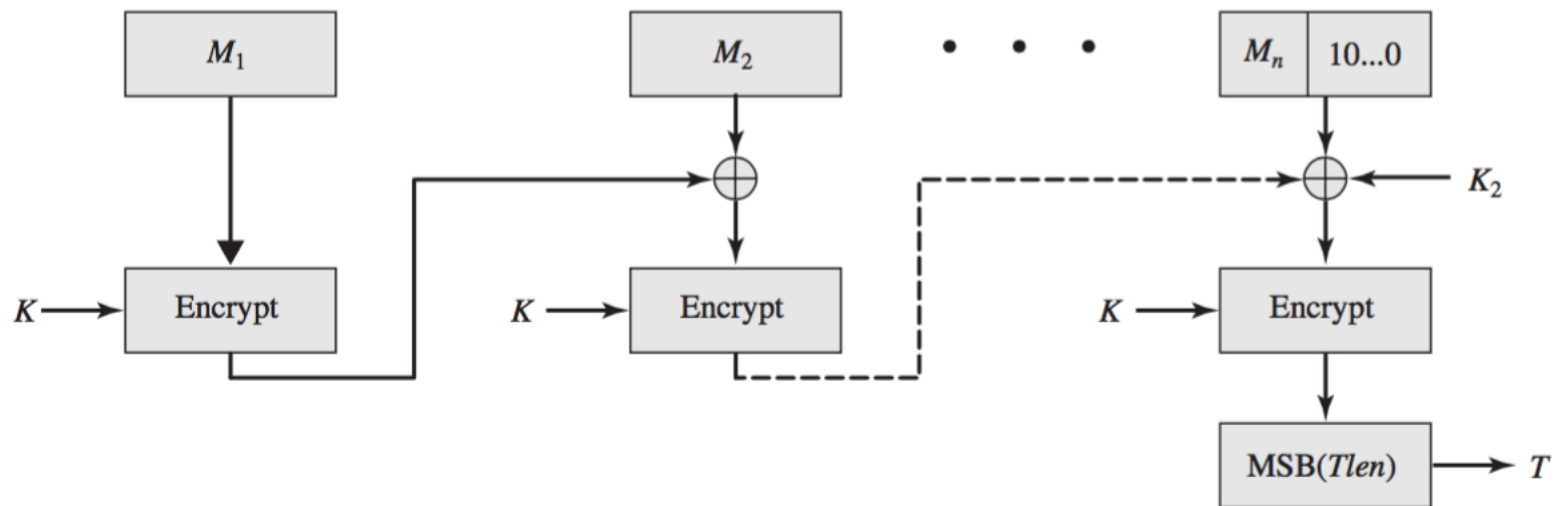 M₁
M₂
• • •
Mₙ 10...0
K₂
K Encrypt
K Encrypt
K Encrypt
MSB(Tlen) T